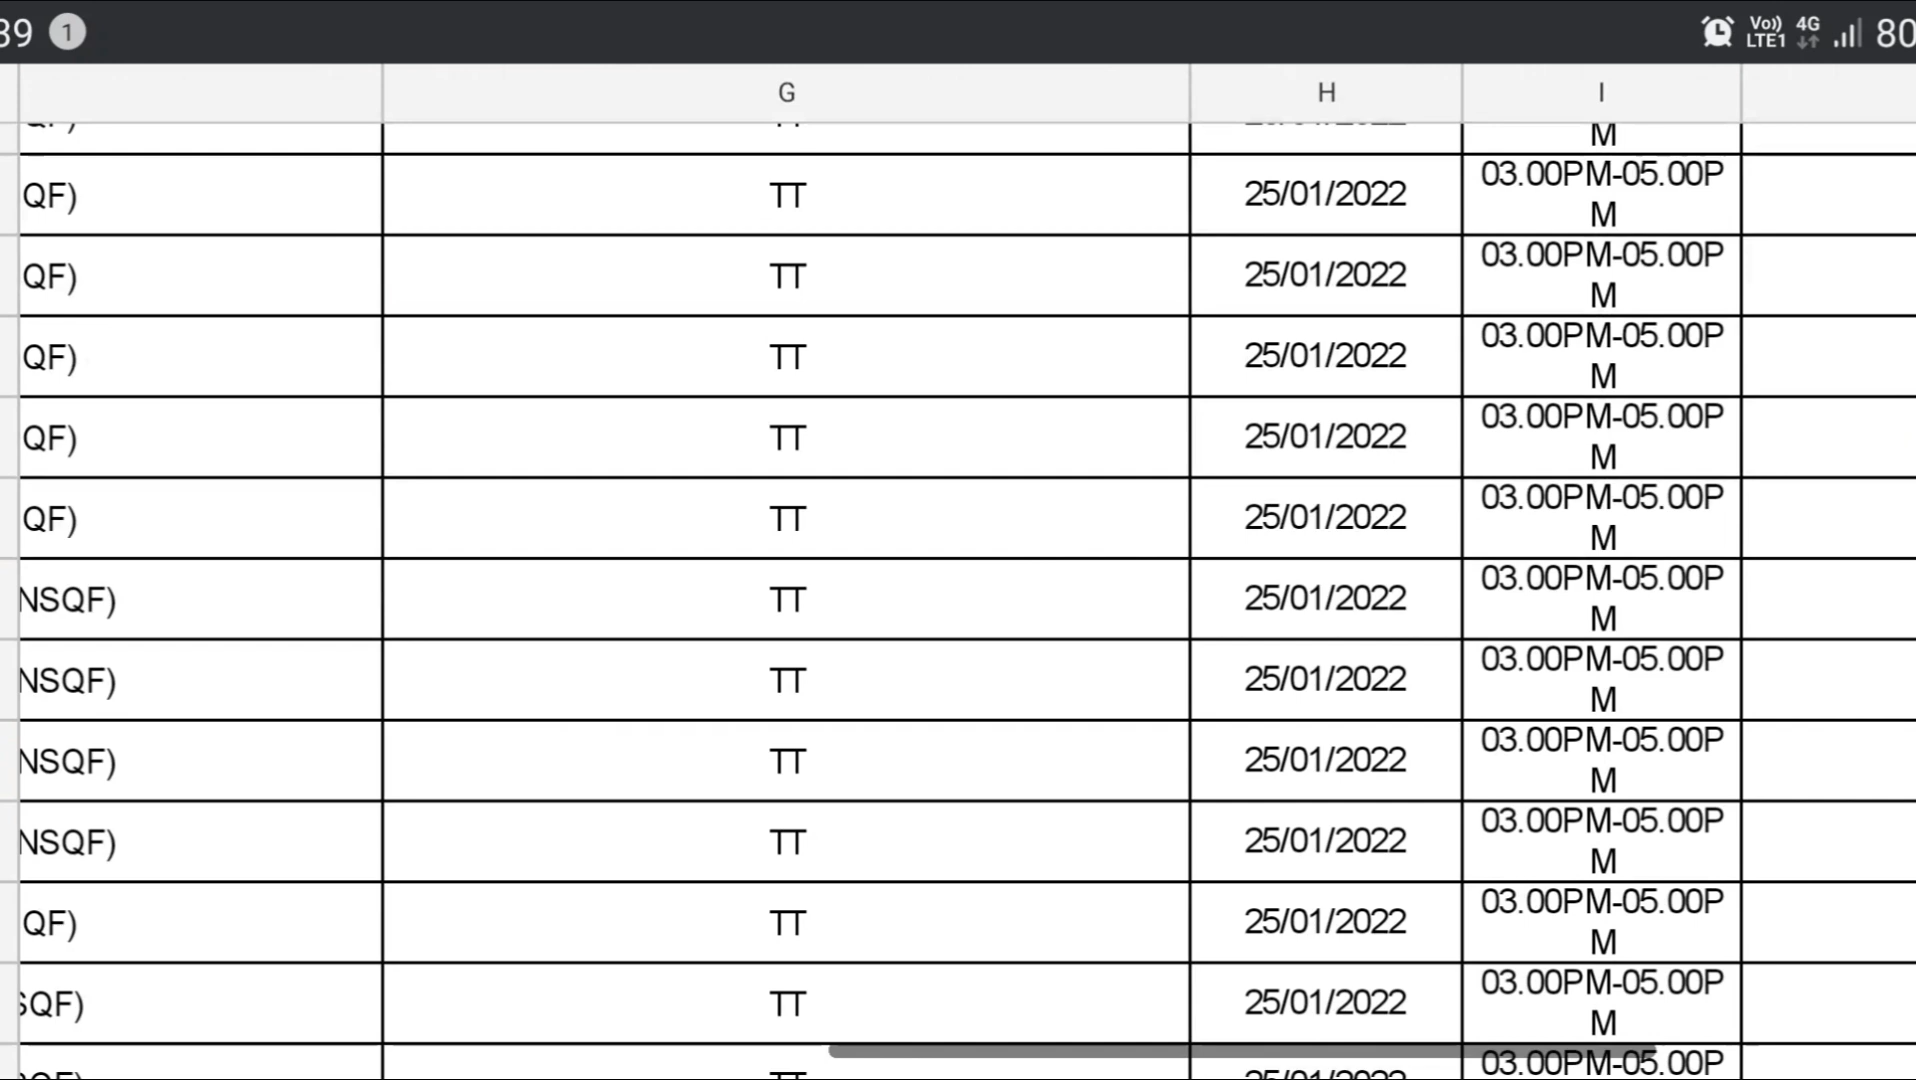 39 1 Vo)) LTE1 4G 80
G H I
M
QF) TT 25/01/2022 03.00PM-05.00P
M
QF) TT 25/01/2022 03.00PM-05.00P
M
QF) TT 25/01/2022 03.00PM-05.00P
M
QF) TT 25/01/2022 03.00PM-05.00P
M
QF) TT 25/01/2022 03.00PM-05.00P
M
NSQF) TT 25/01/2022 03.00PM-05.00P
M
NSQF) TT 25/01/2022 03.00PM-05.00P
M
NSQF) TT 25/01/2022 03.00PM-05.00P
M
NSQF) TT 25/01/2022 03.00PM-05.00P
M
QF) TT 25/01/2022 03.00PM-05.00P
M
SQF) TT 25/01/2022 03.00PM-05.00P
M
TT 25/01/2022 03.00PM-05.00P